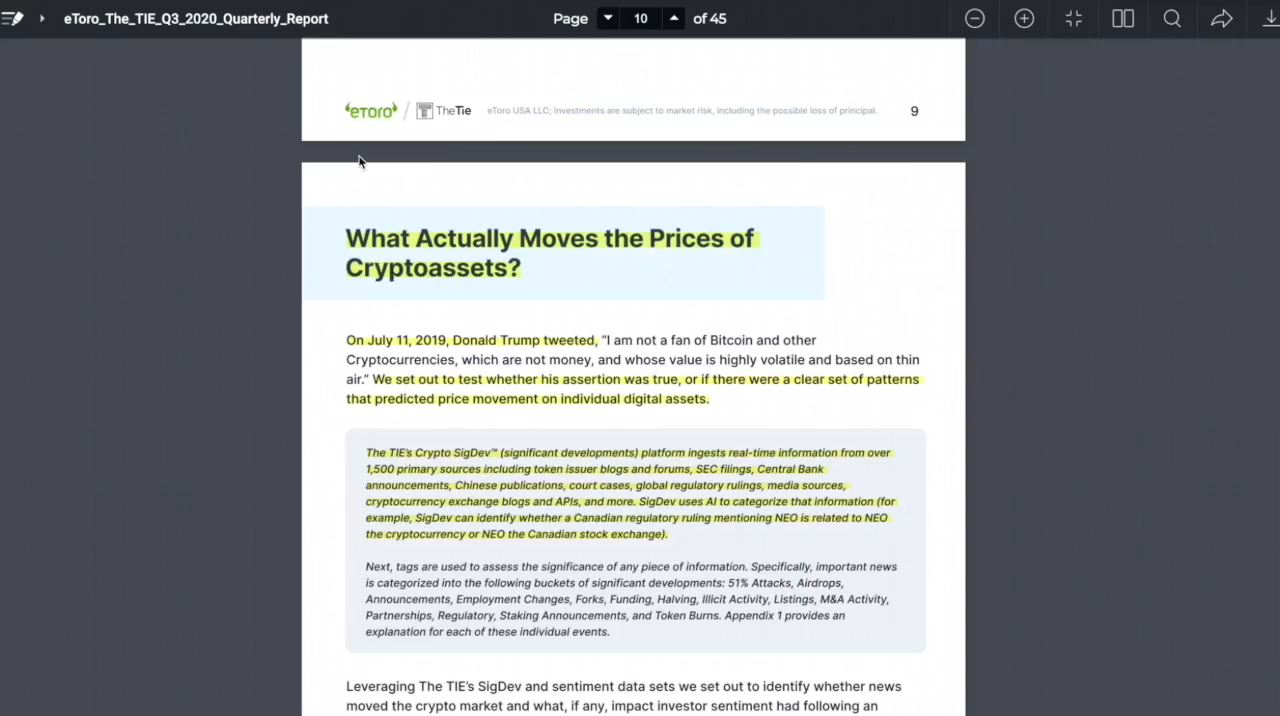 eToro_The_TIE_Q3_2020_Quarterly_Report
Page 10 of 45
eToro / T TheTie eToro USA LLC; Investments are subject to market risk, including the possible loss of principal. 9
What Actually Moves the Prices of
Cryptoassets?
On July 11, 2019, Donald Trump tweeted, “I am not a fan of Bitcoin and other
Cryptocurrencies, which are not money, and whose value is highly volatile and based on thin
air.” We set out to test whether his assertion was true, or if there were a clear set of patterns
that predicted price movement on individual digital assets.
The TIE’s Crypto SigDev™ (significant developments) platform ingests real-time information from over
1,500 primary sources including token issuer blogs and forums, SEC filings, Central Bank
announcements, Chinese publications, court cases, global regulatory rulings, media sources,
cryptocurrency exchange blogs and APIs, and more. SigDev uses AI to categorize that information (for
example, SigDev can identify whether a Canadian regulatory ruling mentioning NEO is related to NEO
the cryptocurrency or NEO the Canadian stock exchange).
Next, tags are used to assess the significance of any piece of information. Specifically, important news
is categorized into the following buckets of significant developments: 51% Attacks, Airdrops,
Announcements, Employment Changes, Forks, Funding, Halving, Illicit Activity, Listings, M&A Activity,
Partnerships, Regulatory, Staking Announcements, and Token Burns. Appendix 1 provides an
explanation for each of these individual events.
Leveraging The TIE’s SigDev and sentiment data sets we set out to identify whether news
moved the crypto market and what, if any, impact investor sentiment had following an